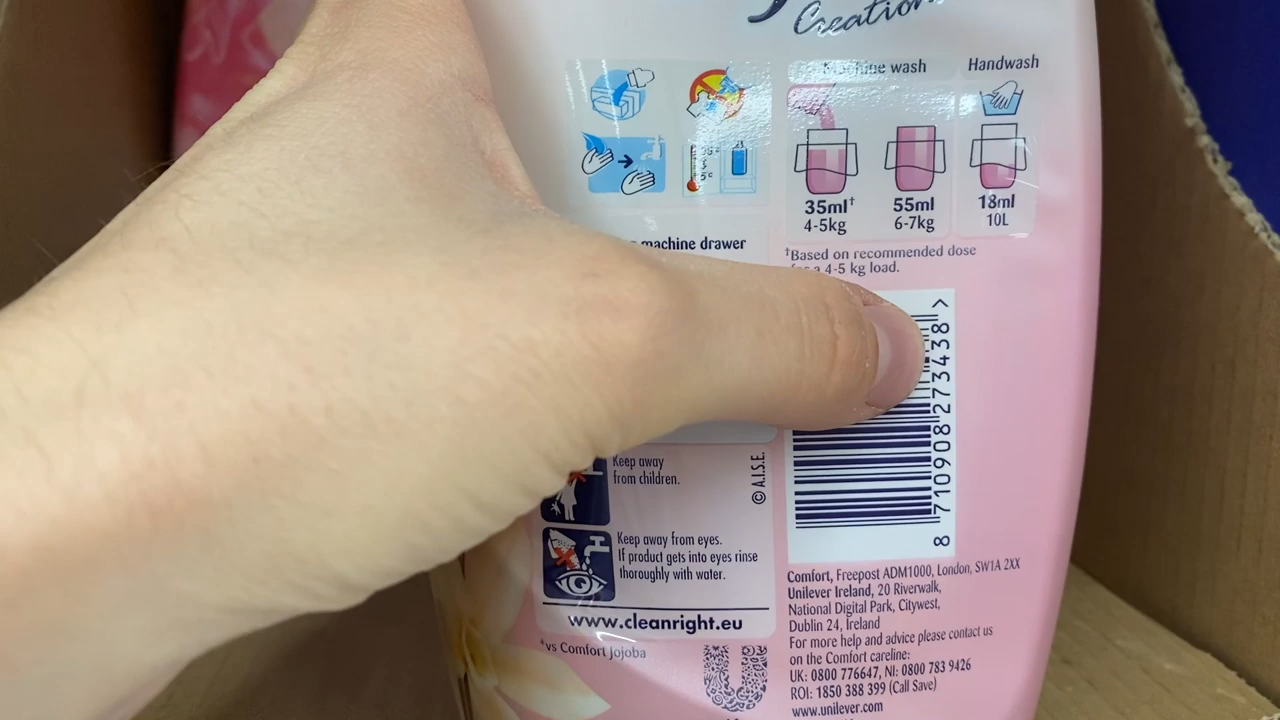 Creations
Machine wash
Handwash
35ml†
4-5kg
55ml
6-7kg
18ml
10L
machine drawer
†Based on recommended dose
for a 4-5 kg load.
8 710908 273438 >
Keep away
from children.
© A.I.S.E.
Keep away from eyes.
If product gets into eyes rinse
thoroughly with water.
www.cleanright.eu
*vs Comfort Jojoba
Comfort, Freepost ADM1000, London, SW1A 2XX
Unilever Ireland, 20 Riverwalk,
National Digital Park, Citywest,
Dublin 24, Ireland
For more help and advice please contact us
on the Comfort careline:
UK: 0800 776647, NI: 0800 783 9426
ROI: 1850 388 399 (Call Save)
www.unilever.com